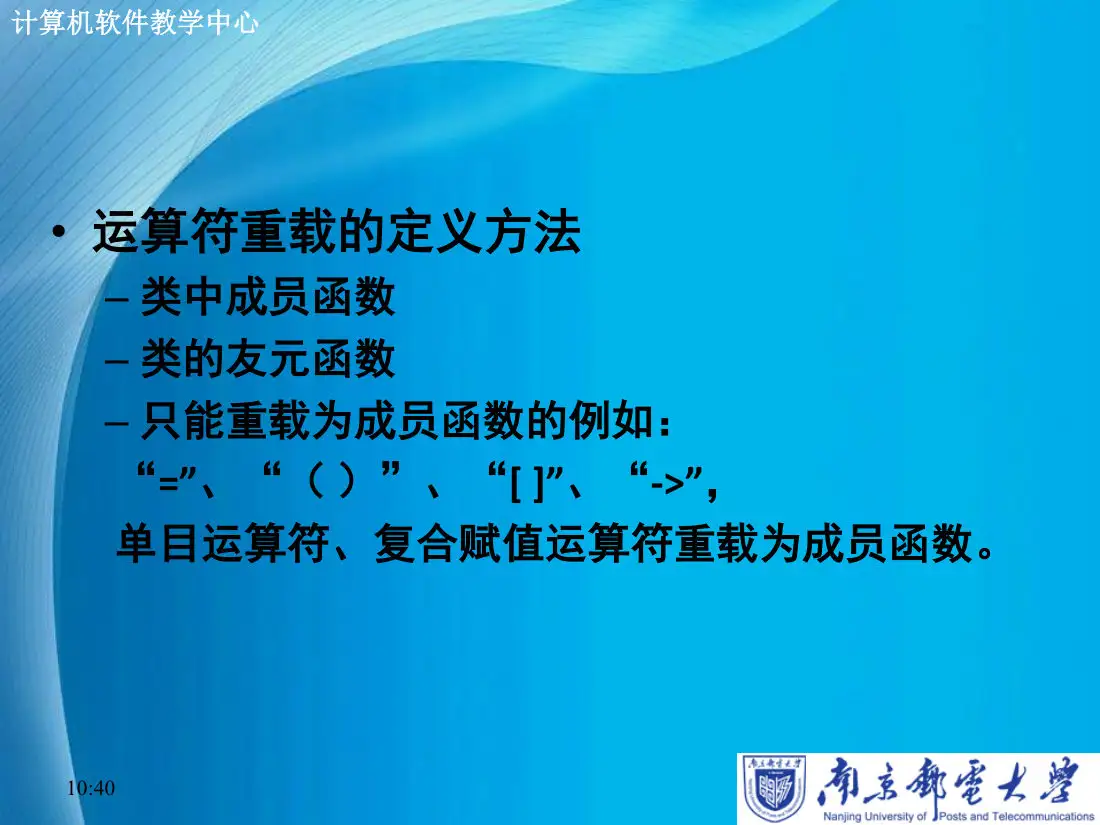 计算机软件教学中心
• 运算符重载的定义方法
– 类中成员函数
– 类的友元函数
– 只能重载为成员函数的例如：
“=”、“（ ）”、“[ ]”、“->”，
单目运算符、复合赋值运算符重载为成员函数。
10:40
南京郵電大學
Nanjing University of Posts and Telecommunications